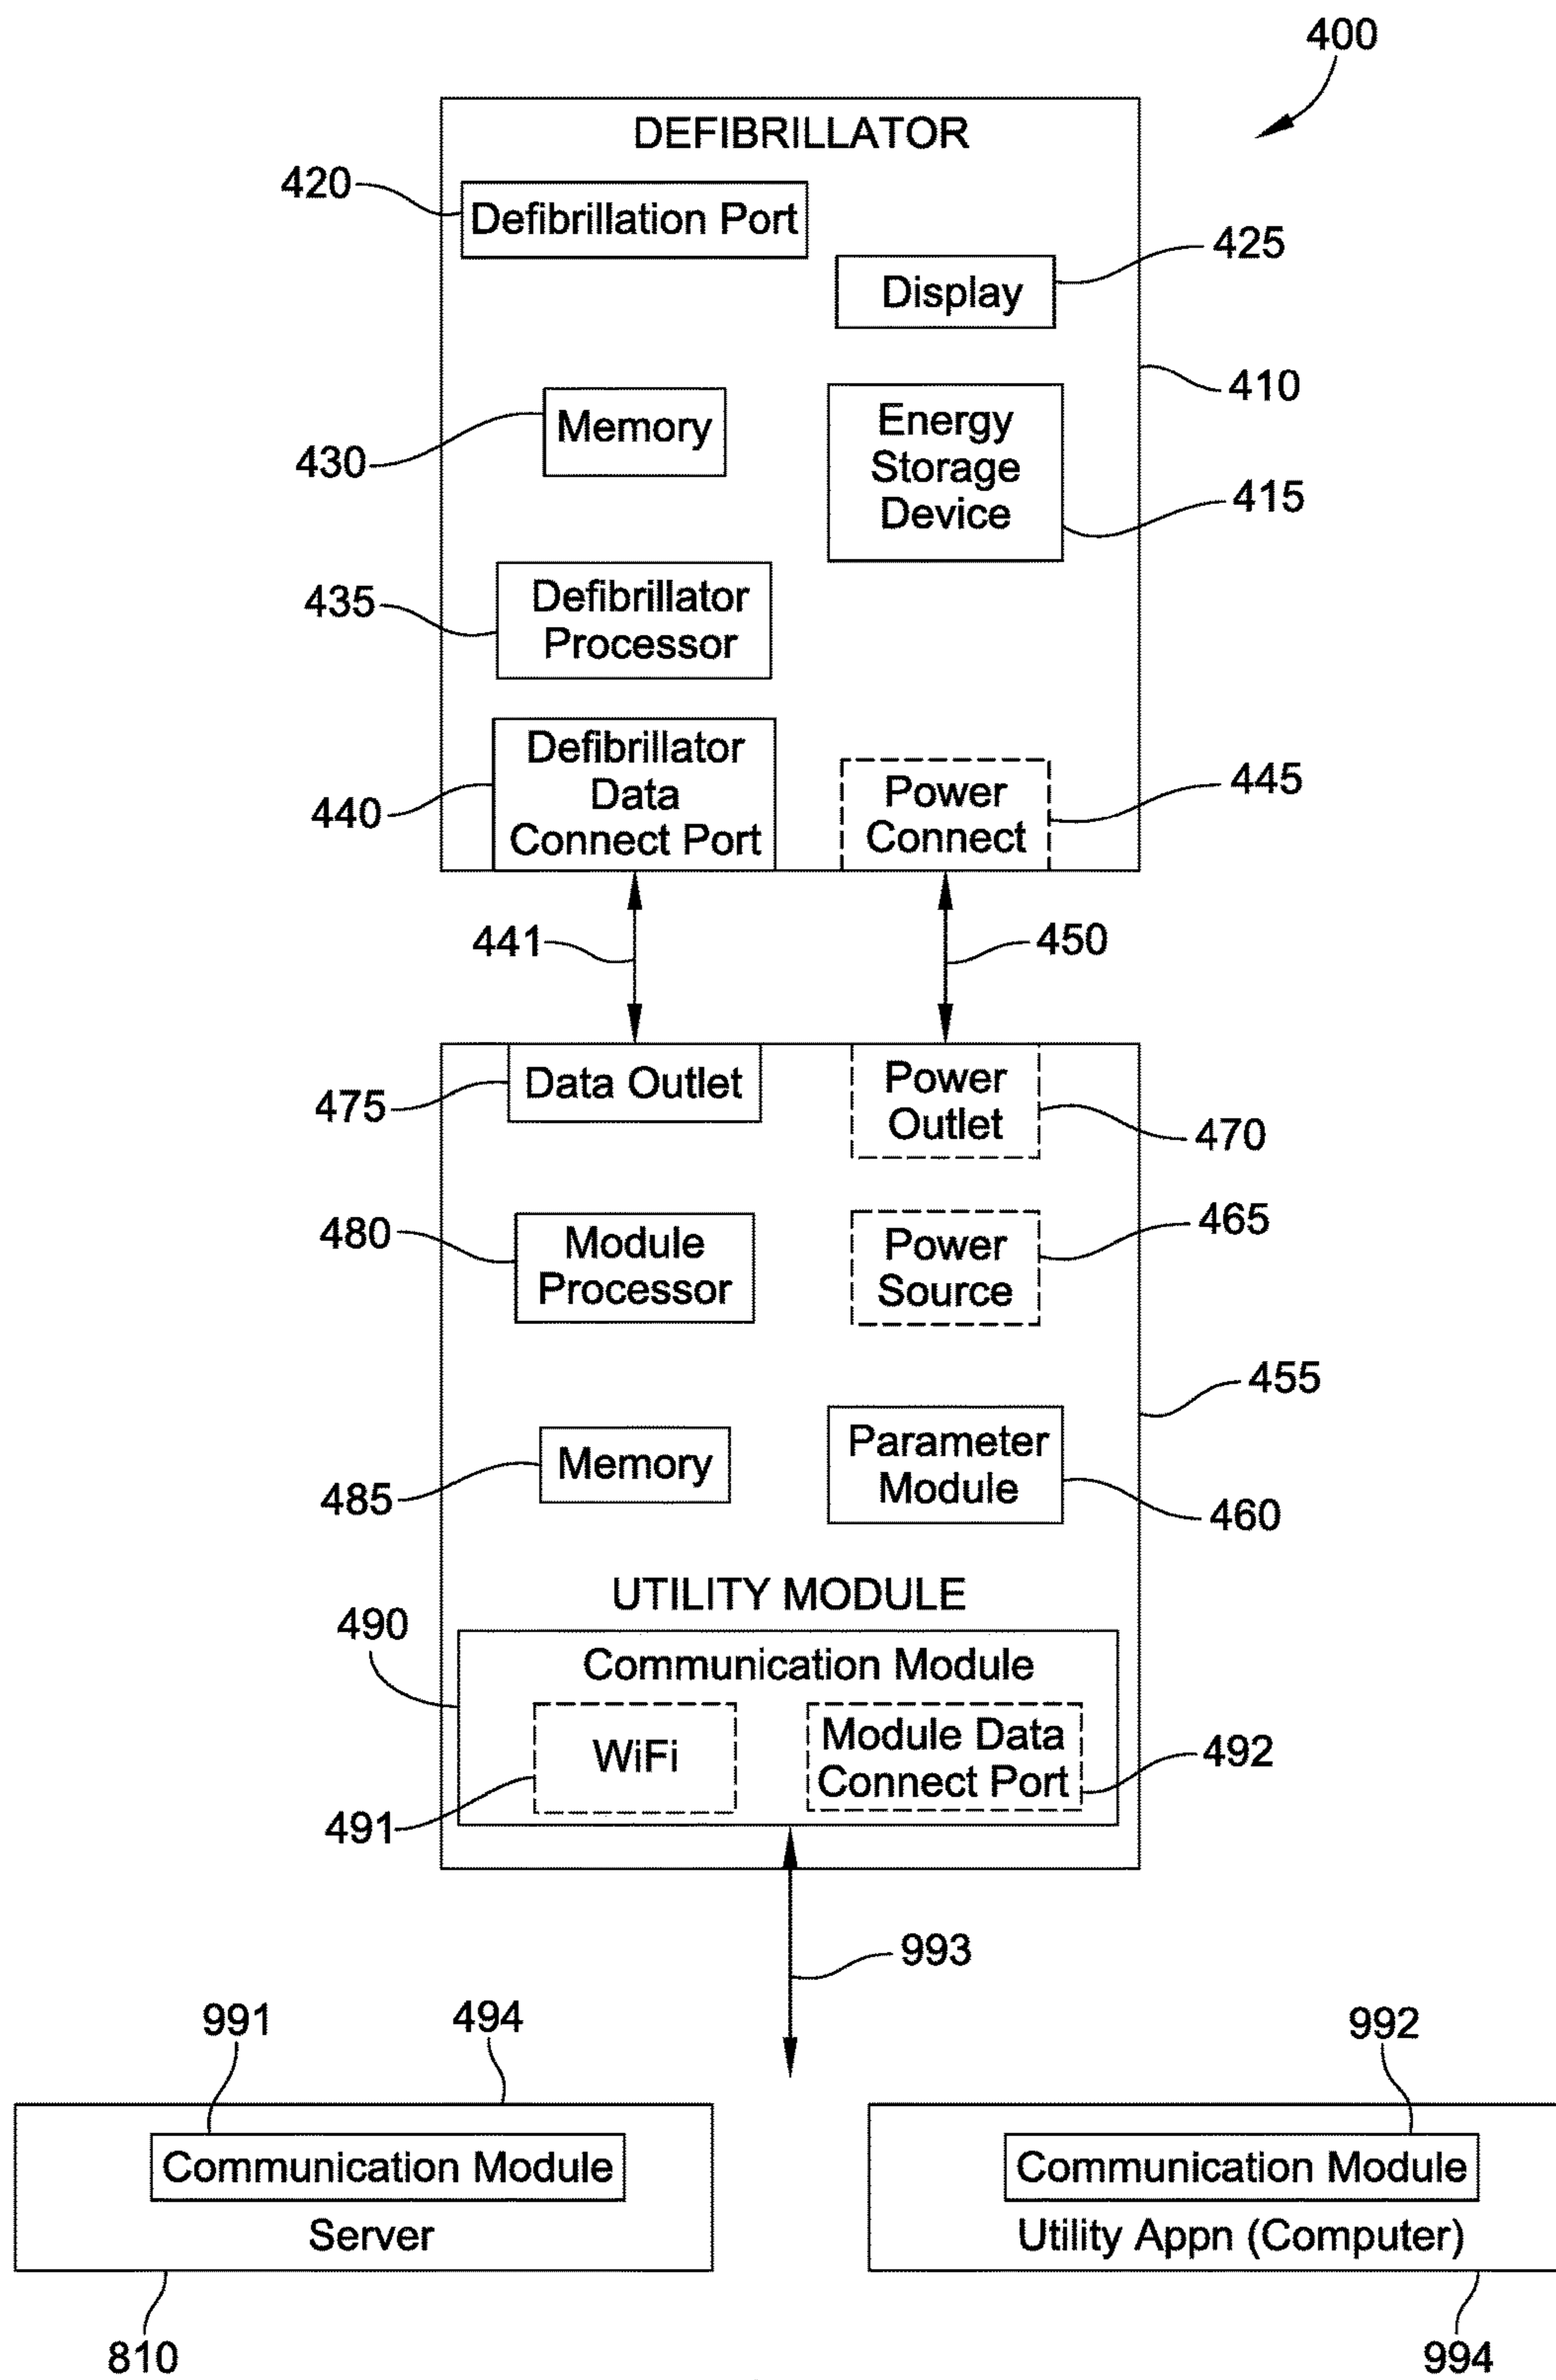 400
DEFIBRILLATOR
420
Defibrillation Port
425
Display
410
430
Memory
Energy
Storage
Device
415
435
Defibrillator
Processor
440
Defibrillator
Data
Connect Port
Power
Connect
445
441
450
475
Data Outlet
Power
Outlet
470
480
Module
Processor
Power
Source
465
455
485
Memory
Parameter
Module
460
UTILITY MODULE
490
Communication Module
WiFi
491
Module Data
Connect Port
492
993
991
494
992
Communication Module
Server
810
Communication Module
Utility Appn (Computer)
994